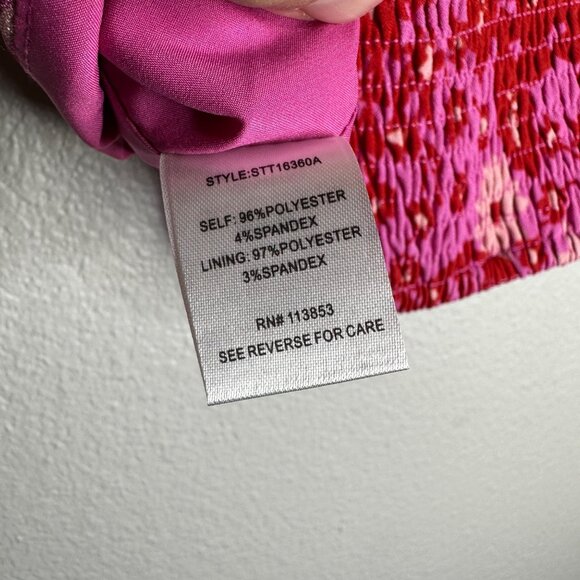 STYLE:STT16360A
SELF: 96%POLYESTER
4%SPANDEX
LINING: 97%POLYESTER
3%SPANDEX
RN# 113853
SEE REVERSE FOR CARE